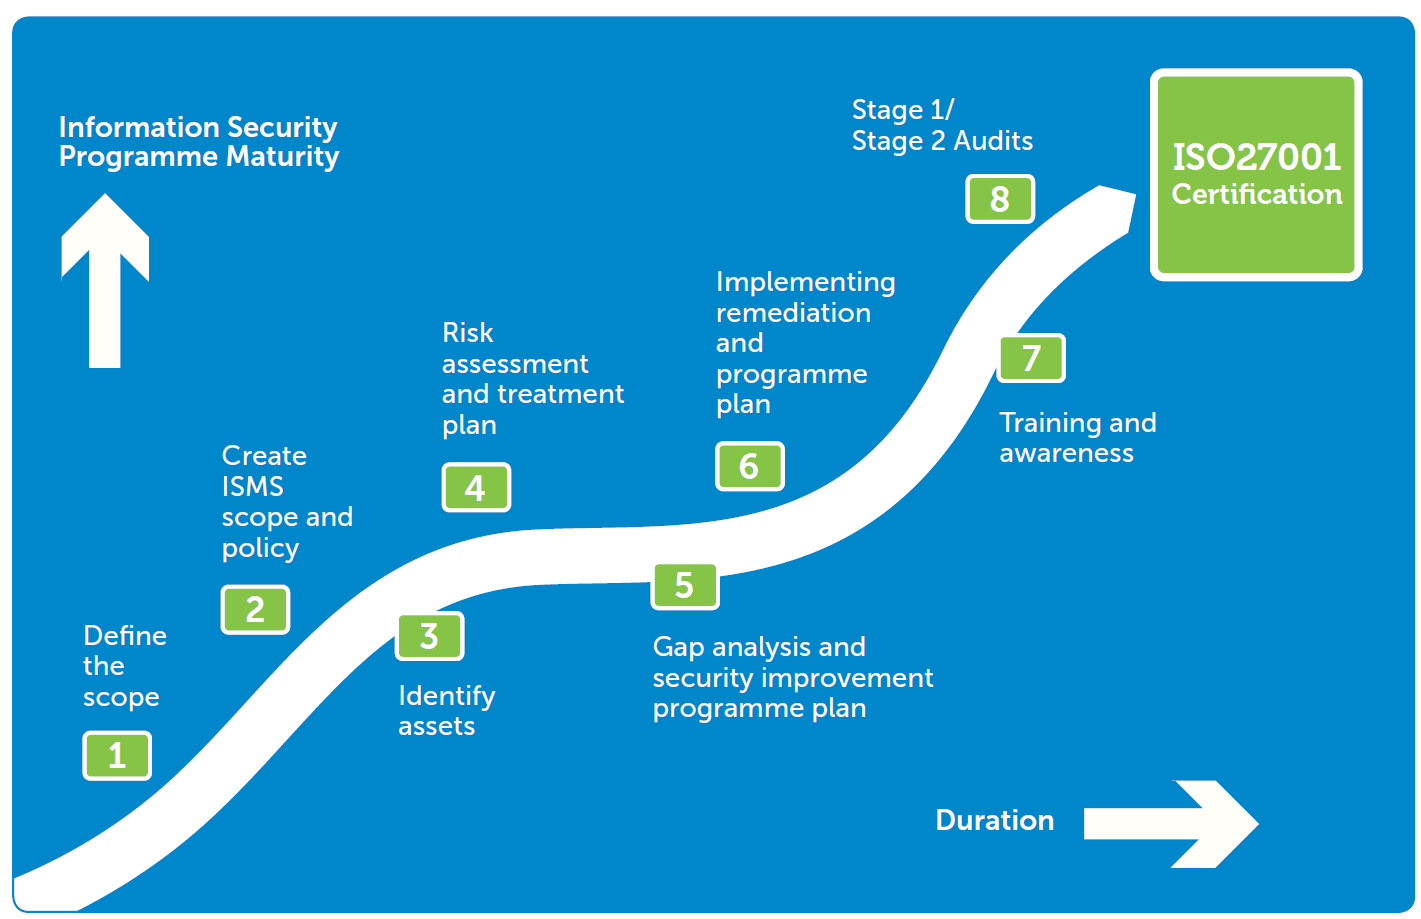 Information Security
Programme Maturity
Stage 1/
Stage 2 Audits
8
ISO27001
Certification
Implementing
remediation
and
programme
plan
6
7
Training and
awareness
Risk
assessment
and treatment
plan
4
Create
ISMS
scope and
policy
2
5
Gap analysis and
security improvement
programme plan
3
Identify
assets
Define
the
scope
1
Duration